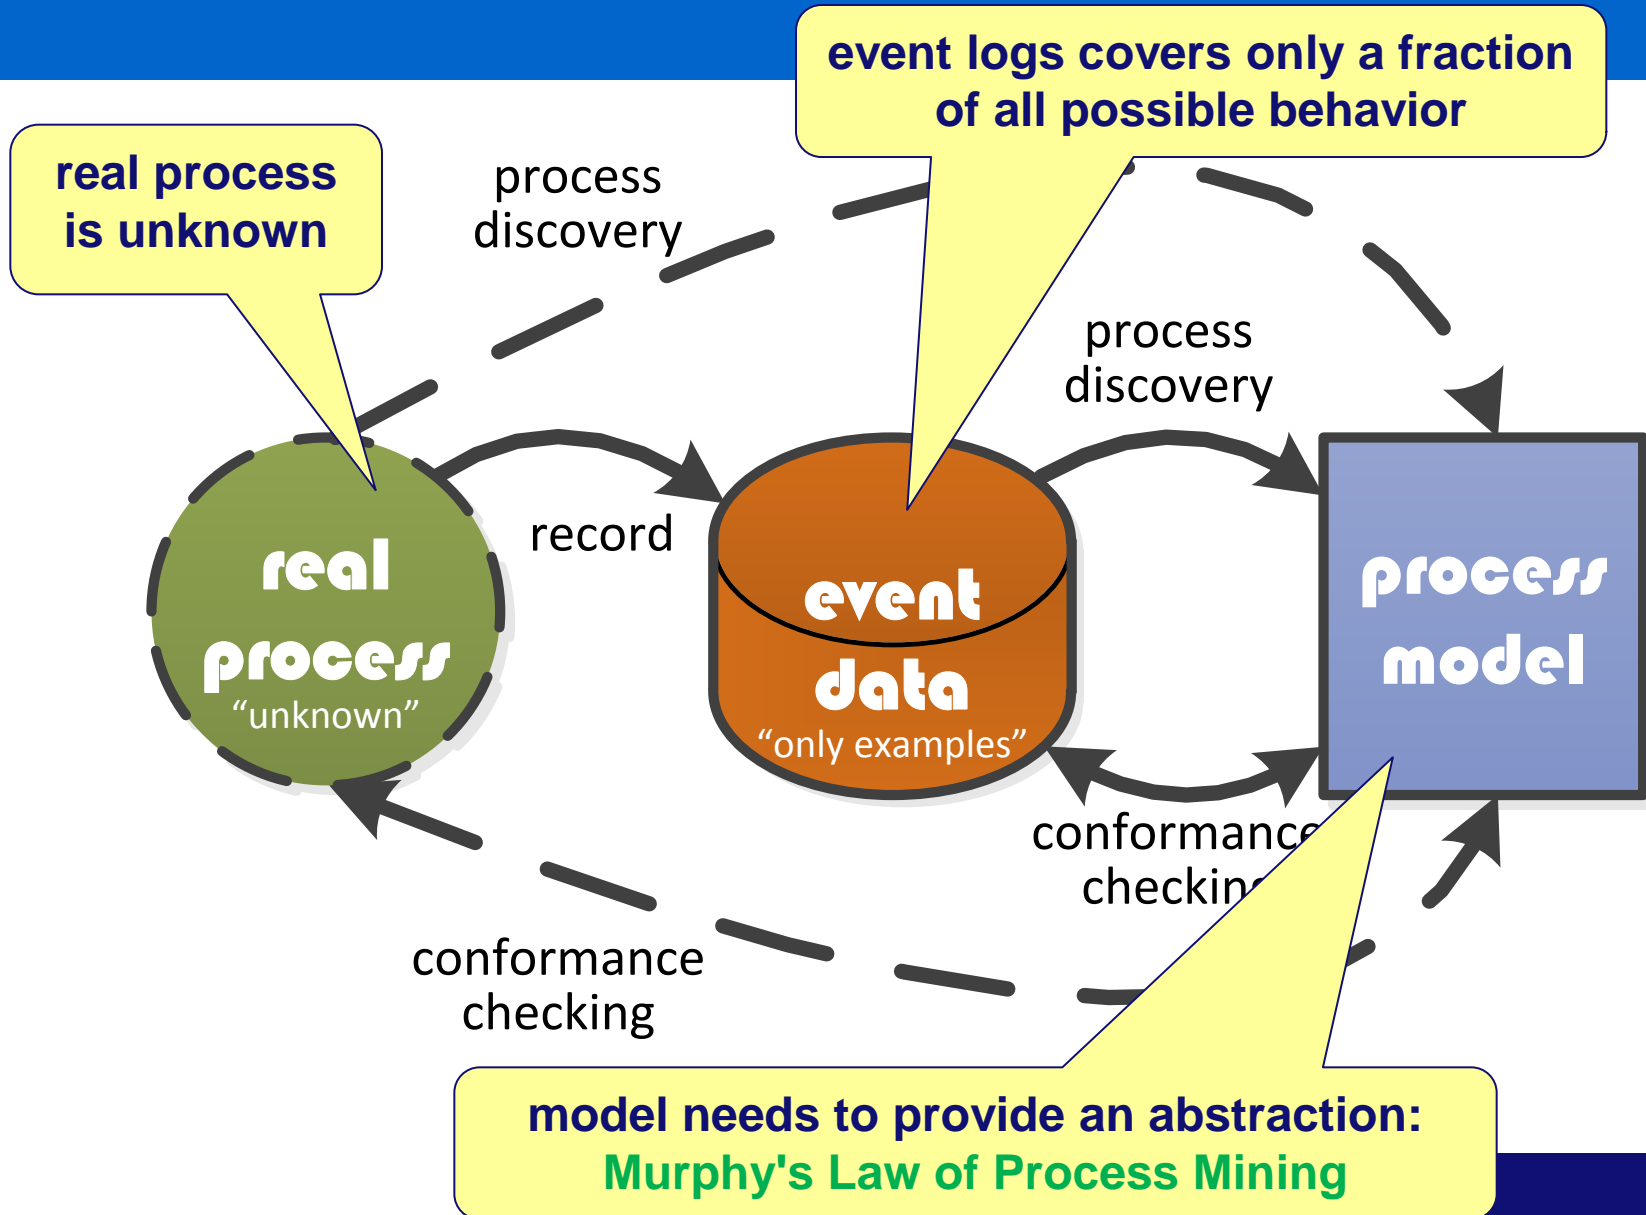 event logs covers only a fraction
of all possible behavior
real process
is unknown
process
discovery
process
discovery
record
real
process
“unknown”
event
data
“only examples”
process
model
conformance
checking
conformance
checking
model needs to provide an abstraction:
Murphy's Law of Process Mining